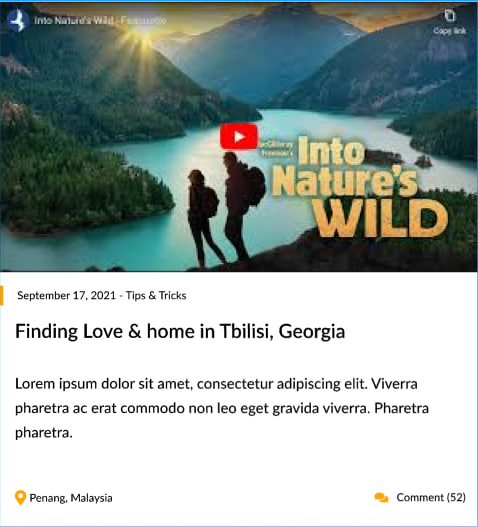 Into Nature's Wild - Featurette
Copy link
MacGillivray
Freeman's
Into
Nature's
WILD
September 17, 2021 - Tips & Tricks
Finding Love & home in Tbilisi, Georgia
Lorem ipsum dolor sit amet, consectetur adipiscing elit. Viverra
pharetra ac erat commodo non leo eget gravida viverra. Pharetra
pharetra.
Penang, Malaysia
Comment (52)